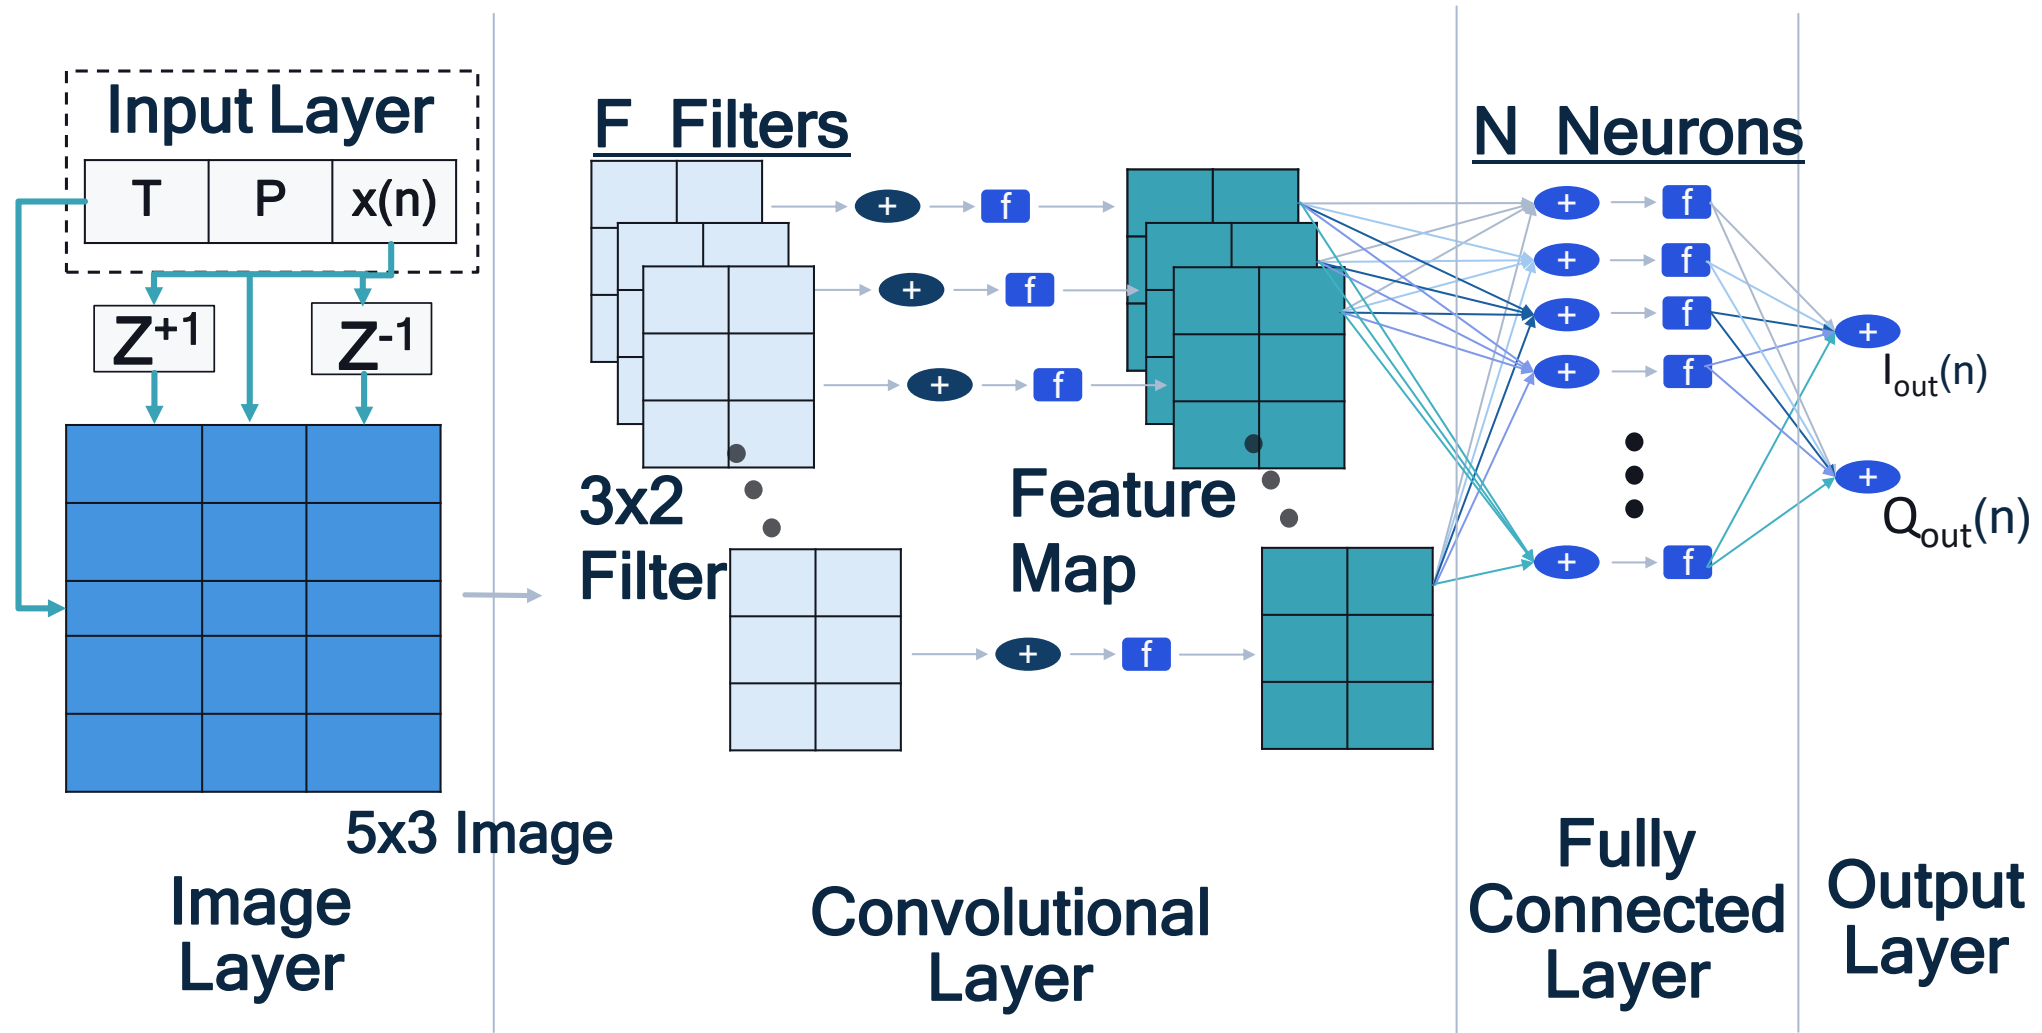 Input Layer
T P x(n)
Z+1
Z-1
5x3 Image
Image
Layer
F Filters
+ f
+ f
+ f
3x2
Filter
Feature
Map
+ f
Convolutional
Layer
N Neurons
+ f
+ f
+ f
+ f
+ f
Fully
Connected
Layer
+
Iout(n)
+
Qout(n)
Output
Layer